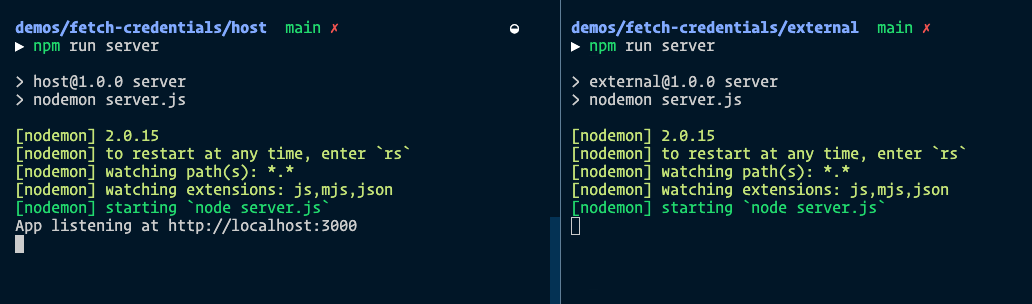 demos/fetch-credentials/host main ✗
▶ npm run server
> host@1.0.0 server
> nodemon server.js
[nodemon] 2.0.15
[nodemon] to restart at any time, enter `rs`
[nodemon] watching path(s): *.*
[nodemon] watching extensions: js,mjs,json
[nodemon] starting `node server.js`
App listening at http://localhost:3000
demos/fetch-credentials/external main ✗
▶ npm run server
> external@1.0.0 server
> nodemon server.js
[nodemon] 2.0.15
[nodemon] to restart at any time, enter `rs`
[nodemon] watching path(s): *.*
[nodemon] watching extensions: js,mjs,json
[nodemon] starting `node server.js`